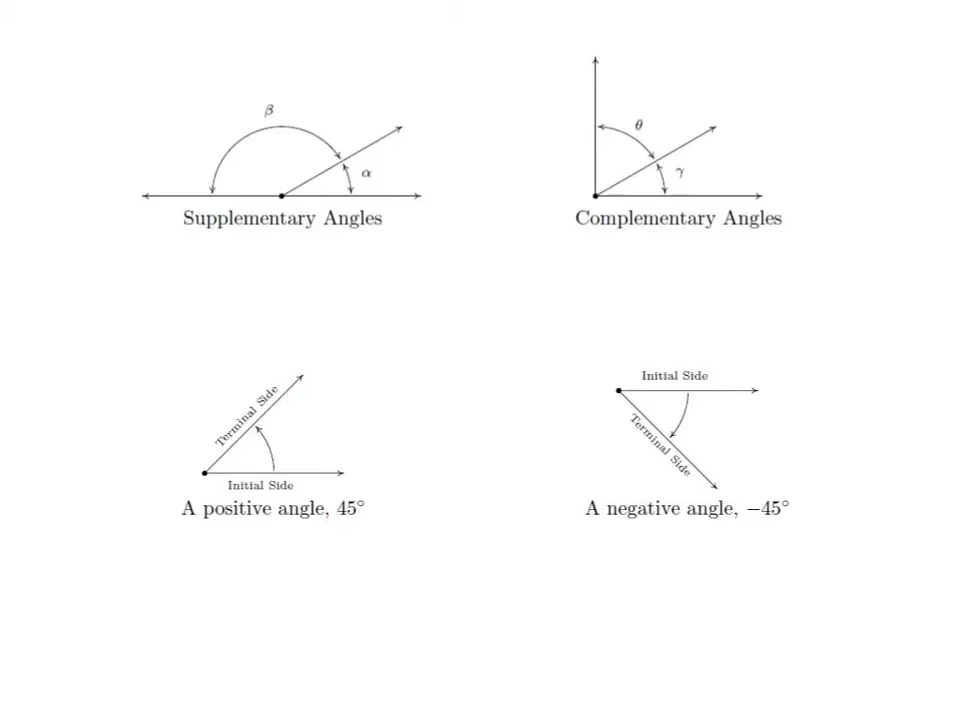 β
α
Supplementary Angles
θ
γ
Complementary Angles
Terminal Side
Initial Side
A positive angle, 45°
Initial Side
Terminal Side
A negative angle, −45°